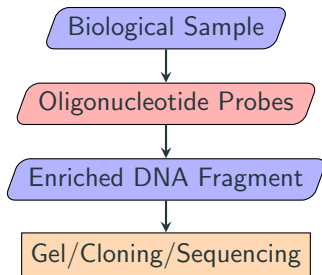 Biological Sample
Oligonucleotide Probes
Enriched DNA Fragment
Gel/Cloning/Sequencing